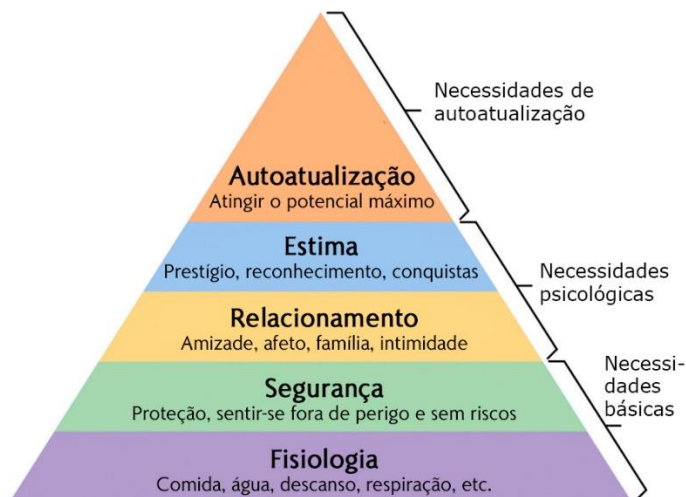 Necessidades de
autoatualização
Autoatualização
Atingir o potencial máximo
Estima
Prestígio, reconhecimento, conquistas
Necessidades
psicológicas
Relacionamento
Amizade, afeto, família, intimidade
Segurança
Proteção, sentir-se fora de perigo e sem riscos
Necessi-
dades
básicas
Fisiologia
Comida, água, descanso, respiração, etc.